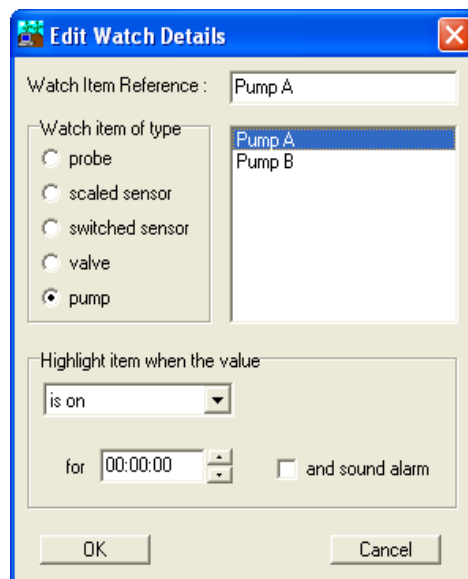 Edit Watch Details
Watch Item Reference : Pump A
Watch item of type
probe
scaled sensor
switched sensor
valve
pump
Pump A
Pump B
Highlight item when the value
is on
for 00:00:00 and sound alarm
OK Cancel